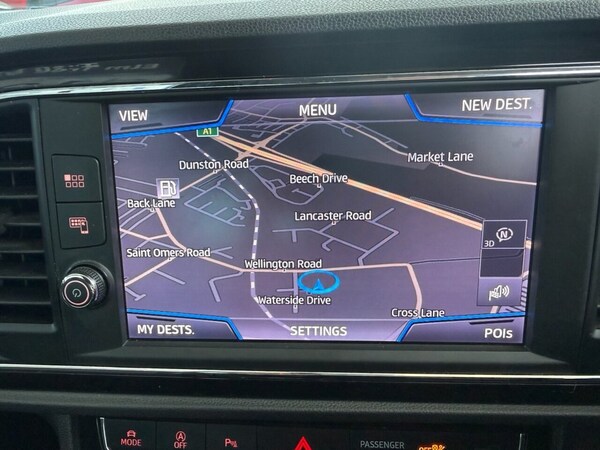 VIEW
MENU
NEW DEST.
A1
Dunston Road
Market Lane
Beech Drive
Back Lane
Lancaster Road
N
3D
Saint Omers Road
Wellington Road
Waterside Drive
Cross Lane
MY DESTS.
SETTINGS
POIs
MODE
A
OFF
P
PASSENGER
OFF